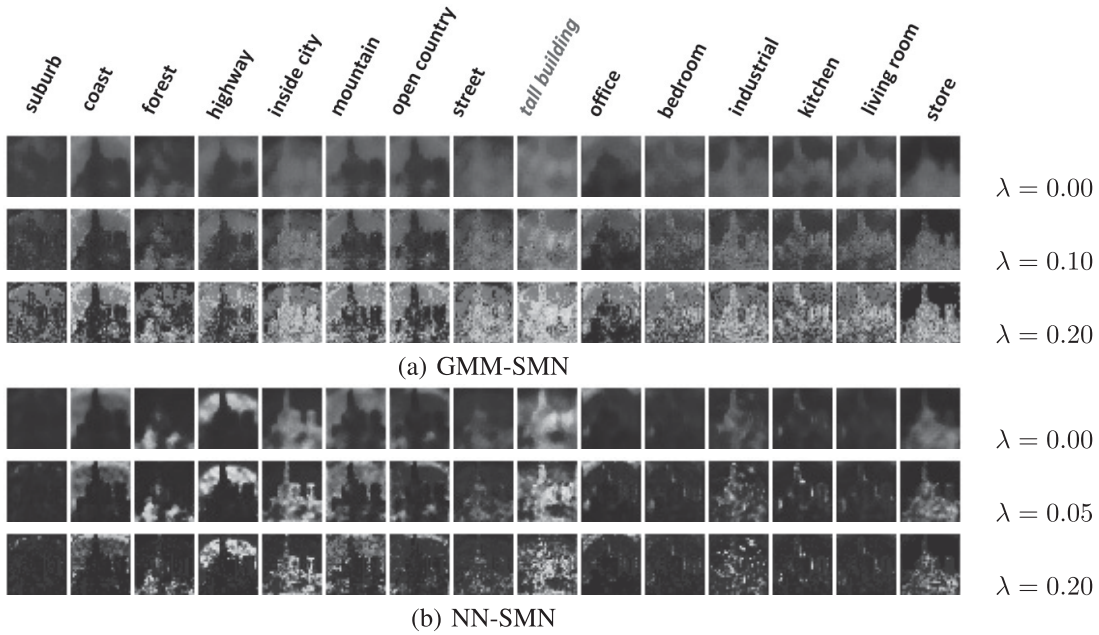 suburb
coast
forest
highway
inside city
mountain
open country
street
tall building
office
bedroom
industrial
kitchen
living room
store
λ = 0.00
λ = 0.10
λ = 0.20
(a) GMM-SMN
λ = 0.00
λ = 0.05
λ = 0.20
(b) NN-SMN